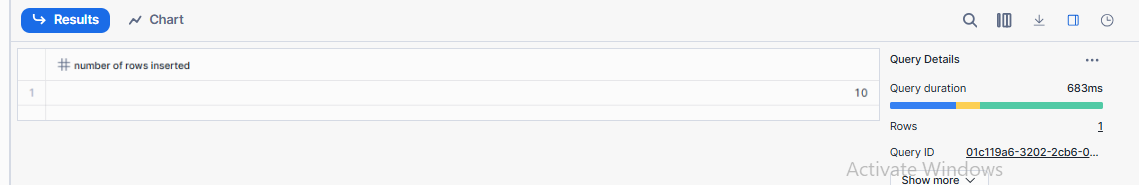 Results
Chart
number of rows inserted
1
10
Query Details
...
Query duration
683ms
Rows
1
Query ID
01c119a6-3202-2cb6-0...
Activate Windows
Show more